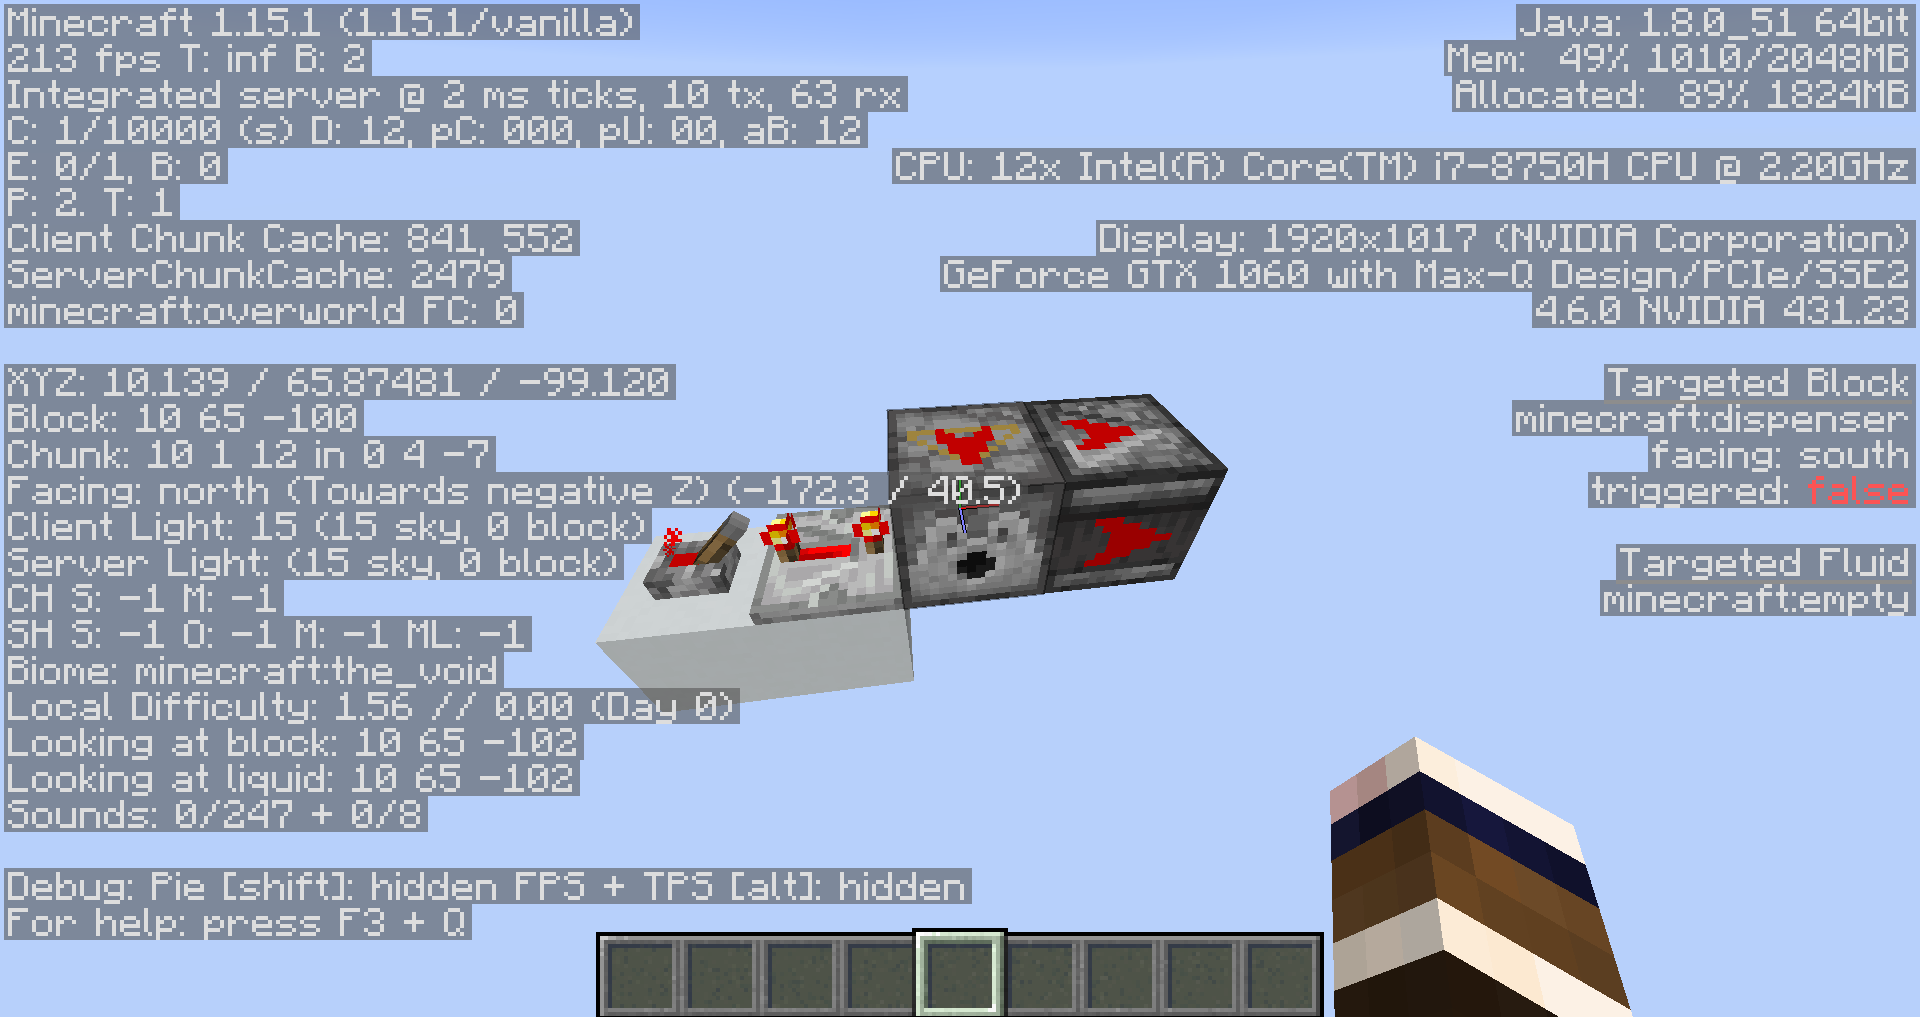 Minecraft 1.15.1 (1.15.1/vanilla)
213 fps T: inf B: 2
Integrated server @ 2 ms ticks, 10 tx, 63 rx
C: 1/10000 (s) D: 12, pC: 000, pU: 00, aB: 12
E: 0/1, B: 0
P: 2. T: 1
Client Chunk Cache: 841, 552
ServerChunkCache: 2479
minecraft:overworld FC: 0
XYZ: 10.139 / 65.87481 / -99.120
Block: 10 65 -100
Chunk: 10 1 12 in 0 4 -7
Facing: north (Towards negative Z) (-172.3 / 40.5)
Client Light: 15 (15 sky, 0 block)
Server Light: (15 sky, 0 block)
CH S: -1 M: -1
SH S: -1 O: -1 M: -1 ML: -1
Biome: minecraft:the_void
Local Difficulty: 1.56 // 0.00 (Day 0)
Looking at block: 10 65 -102
Looking at liquid: 10 65 -102
Sounds: 0/247 + 0/8
Debug: Pie [shift]: hidden FPS + TPS [alt]: hidden
For help: press F3 + Q
Java: 1.8.0_51 64bit
Mem: 49% 1010/2048MB
Allocated: 89% 1824MB
CPU: 12x Intel(R) Core(TM) i7-8750H CPU @ 2.20GHz
Display: 1920x1017 (NVIDIA Corporation)
GeForce GTX 1060 with Max-Q Design/PCIe/SSE2
4.6.0 NVIDIA 431.23
Targeted Block
minecraft:dispenser
facing: south
triggered: false
Targeted Fluid
minecraft:empty